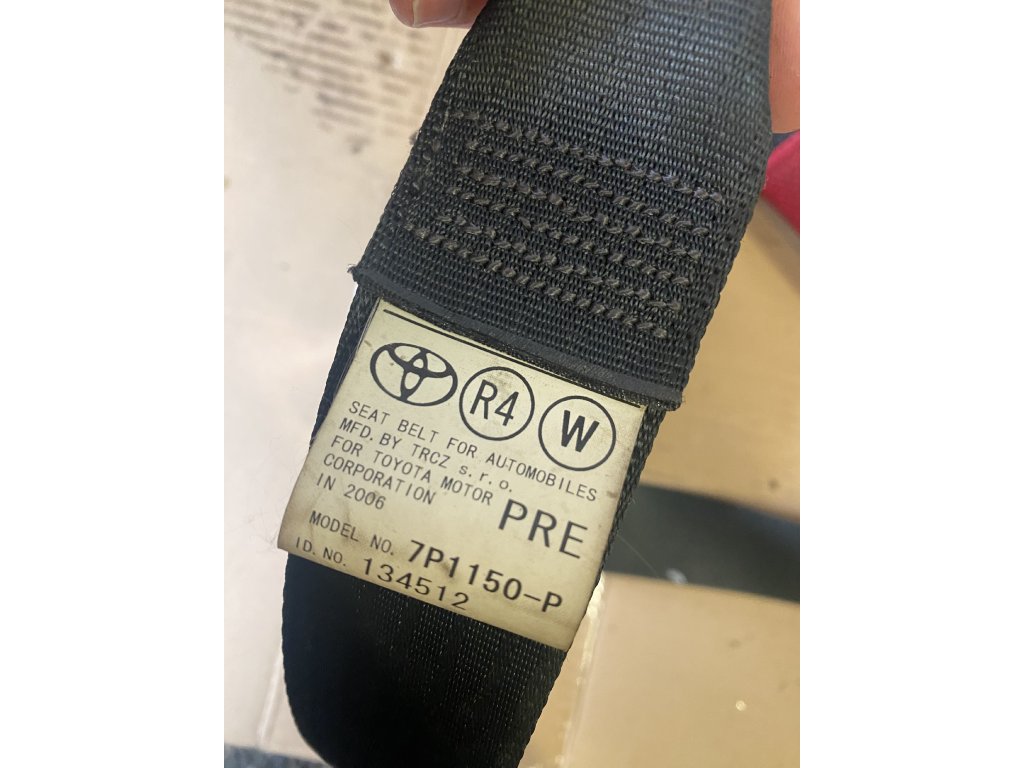 R4 W
SEAT BELT FOR AUTOMOBILES
MFD. BY TRCZ s.r.o.
FOR TOYOTA MOTOR
CORPORATION
IN 2006
PRE
MODEL NO. 7P1150-P
ID. NO. 134512